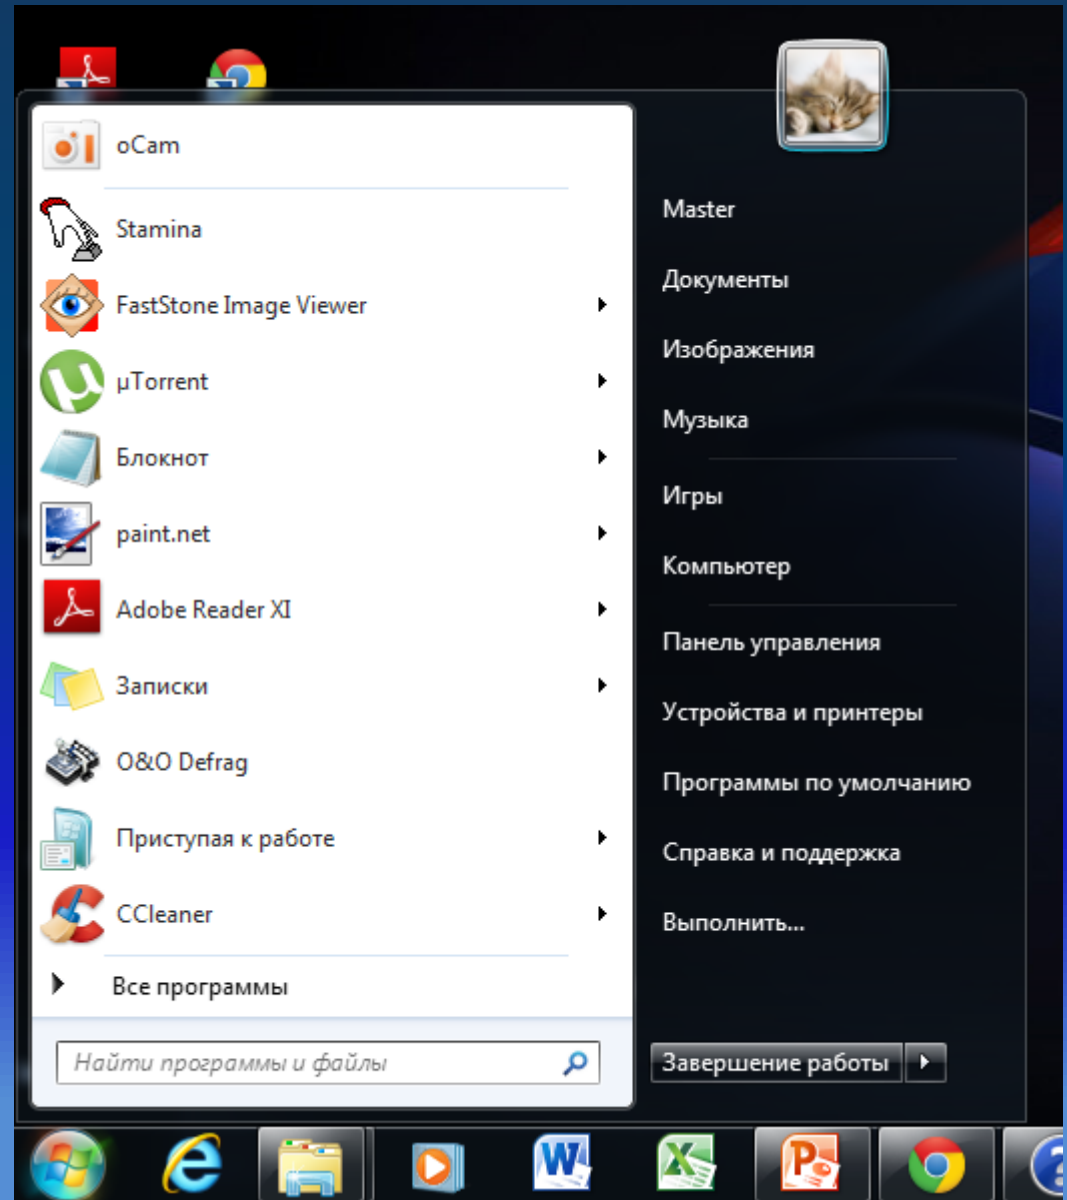 oCam
Stamina
FastStone Image Viewer
µTorrent
Блокнот
paint.net
Adobe Reader XI
Записки
O&O Defrag
Приступая к работе
CCleaner
Все программы
Найти программы и файлы
Master
Документы
Изображения
Музыка
Игры
Компьютер
Панель управления
Устройства и принтеры
Программы по умолчанию
Справка и поддержка
Выполнить...
Завершение работы